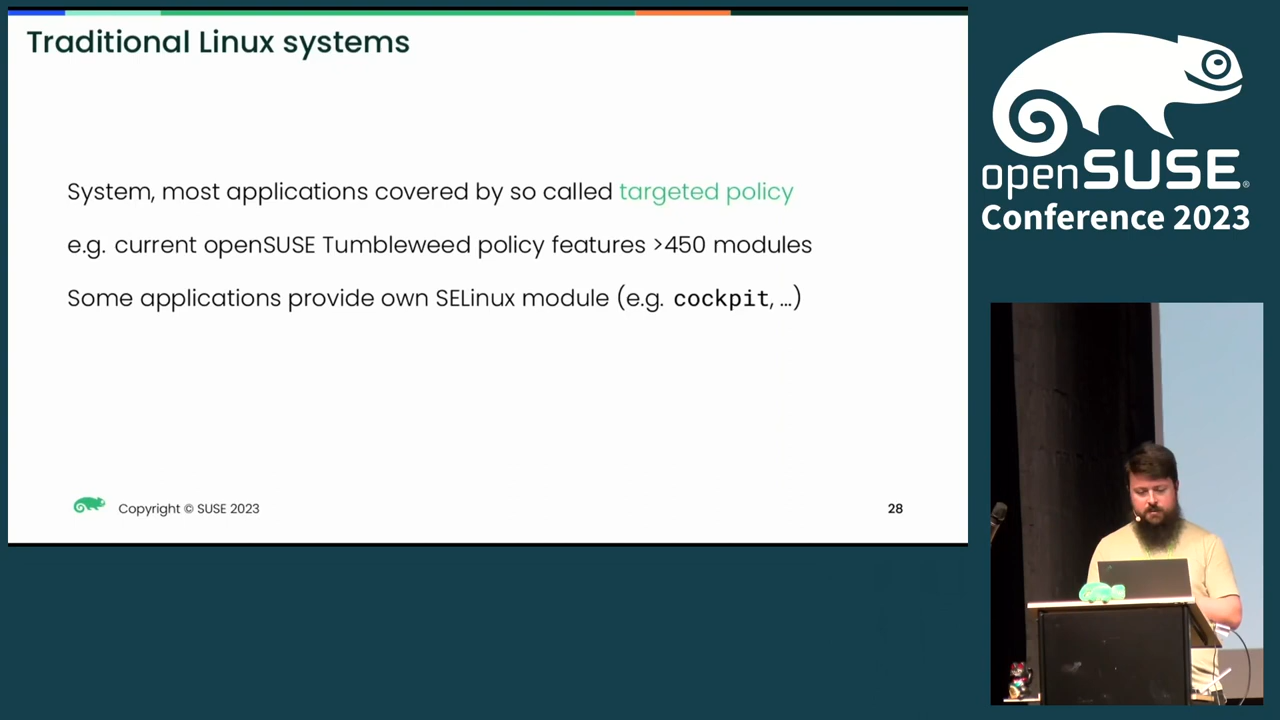 Traditional Linux systems
System, most applications covered by so called targeted policy
e.g. current openSUSE Tumbleweed policy features >450 modules
Some applications provide own SELinux module (e.g. cockpit, …)
Copyright © SUSE 2023
28
openSUSE®
Conference 2023